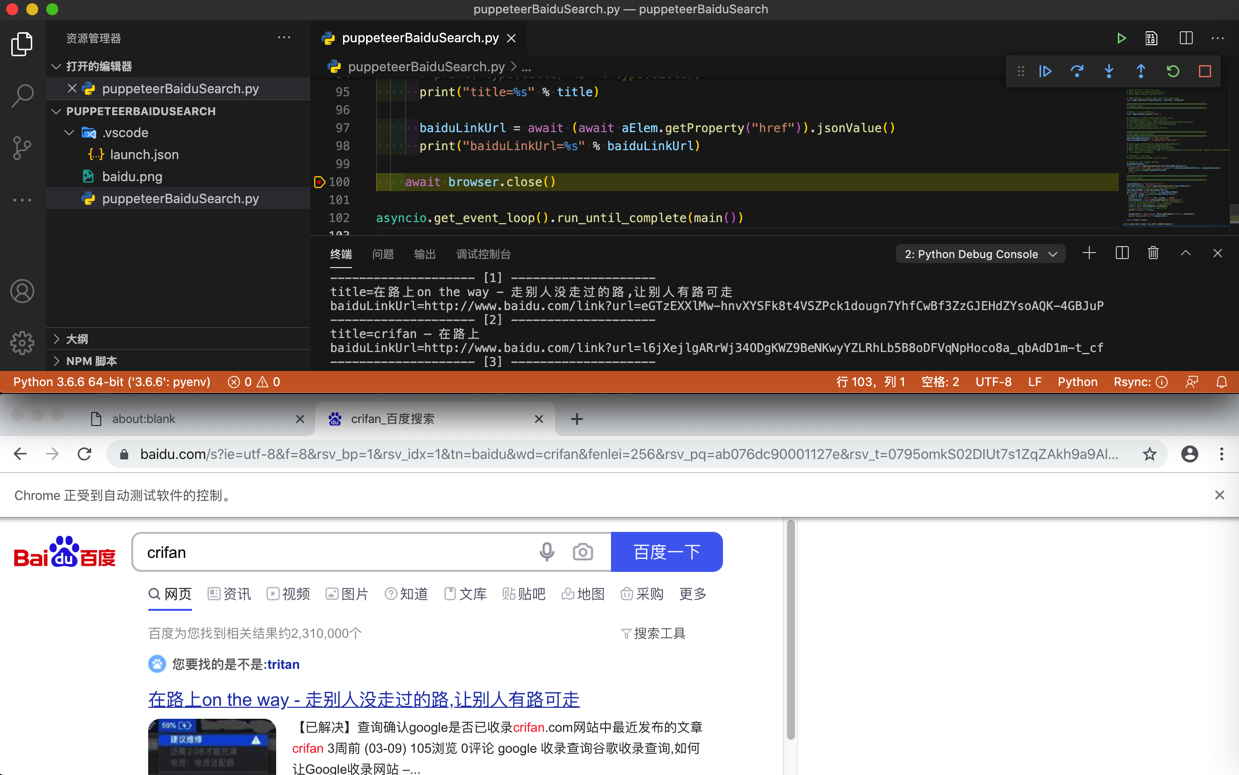 puppeteerBaiduSearch.py — puppeteerBaiduSearch
资源管理器
打开的编辑器
puppeteerBaiduSearch.py
PUPPETEERBAIDUSEARCH
.vscode
launch.json
baidu.png
puppeteerBaiduSearch.py
大纲
NPM 脚本
puppeteerBaiduSearch.py
puppeteerBaiduSearch.py > ...
95 print("title=%s" % title)
96
97 baiduLinkUrl = await (await aElem.getProperty("href")).jsonValue()
98 print("baiduLinkUrl=%s" % baiduLinkUrl)
99
100 await browser.close()
101
102 asyncio.get_event_loop().run_until_complete(main())
终端 问题 输出 调试控制台
2: Python Debug Console
-------------------- [1] --------------------
title=在路上on the way - 走别人没走过的路,让别人有路可走
baiduLinkUrl=http://www.baidu.com/link?url=eGTzEXXlMw-hnvXYSFk8t4VSZPck1dougn7YhfCwBf3ZzGJEHdZYsoAQK-4GBJuP
-------------------- [2] --------------------
title=crifan – 在路上
baiduLinkUrl=http://www.baidu.com/link?url=l6jXejlgARrWj34ODgKWZ9BeNKwyYZLRhLb5B8oDFVqNpHoco8a_qbAdD1m-t_cf
-------------------- [3] --------------------
Python 3.6.6 64-bit ('3.6.6': pyenv) 0 0 行 103，列 1 空格: 2 UTF-8 LF Python Rsync:
about:blank
crifan_百度搜索
baidu.com/s?ie=utf-8&f=8&rsv_bp=1&rsv_idx=1&tn=baidu&wd=crifan&fenlei=256&rsv_pq=ab076dc90001127e&rsv_t=0795omkS02DIUt7s1ZqZAkh9a9Al...
Chrome 正受到自动测试软件的控制。
Bai du 百度
crifan
百度一下
网页 资讯 视频 图片 知道 文库 贴吧 地图 采购 更多
百度为您找到相关结果约2,310,000个
搜索工具
您要找的是不是:tritan
在路上on the way - 走别人没走过的路,让别人有路可走
59%
建议维修
【已解决】查询确认google是否已收录crifan.com网站中最近发布的文章
crifan 3周前 (03-09) 105浏览 0评论 google 收录查询谷歌收录查询,如何
让Google收录网站 –...